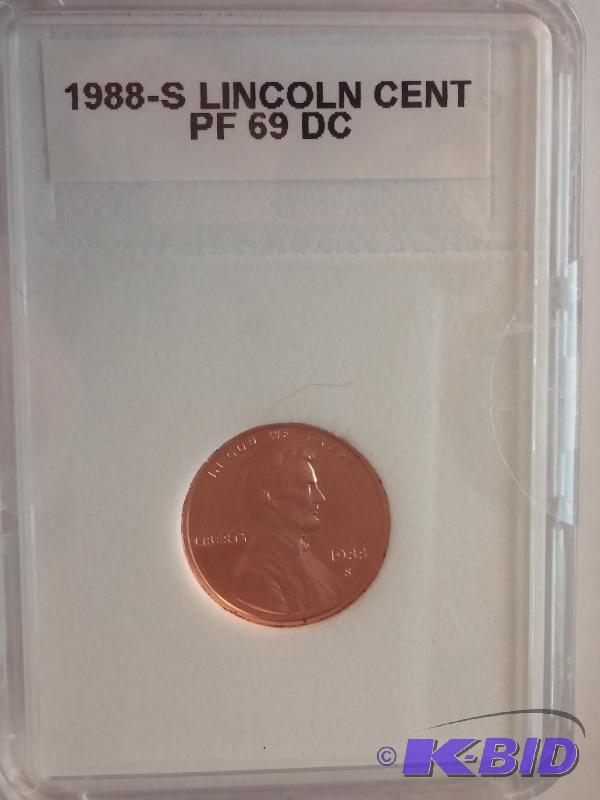 1988-S LINCOLN CENT
PF 69 DC
IN GOD WE TRUST
LIBERTY
1988
S
© K-BID